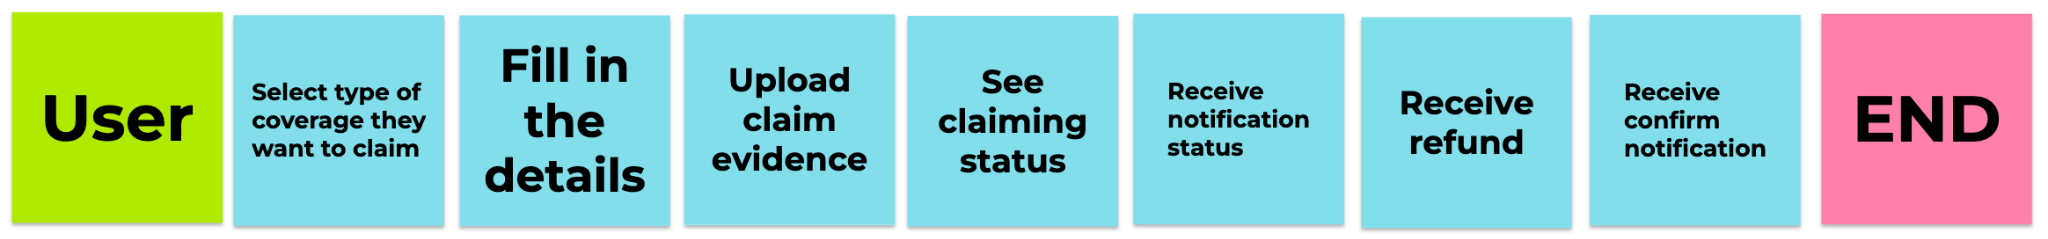 User
Select type of
coverage they
want to claim
Fill in
the
details
Upload
claim
evidence
See
claiming
status
Receive
notification
status
Receive
refund
Receive
confirm
notification
END